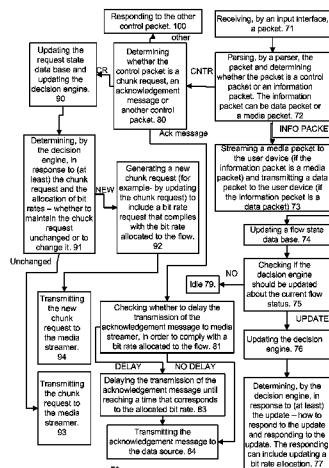 Responding to the other
control packet. 100
other
Receiving, by an input interface,
a packet. 71
Updating the
request state
data base and
updating the
decision engine.
90
CR
Determining
whether the
control packet is a
chunk request, an
acknowledgement
message or
another control
packet. 80
CNTR
Parsing, by a parser, the
packet and determining
whether the packet is a control
packet or an information
packet. The information
packet can be data packet or
a media packet. 72
Ack message
INFO PACKET
Determining, by
the decision
engine, in
response to (at
least) the chunk
request and the
allocation of bit
rates – whether to
maintain the chuck
request
unchanged or to
change it. 91
NEW
Generating a new
chunk request (for
example- by updating
the chunk request) to
include a bit rate
request that complies
with the bit rate
allocated to the flow.
92
Streaming a media packet to
the user device (if the
information packet is a media
packet) and transmitting a data
packet to the user device (if
the information packet is a
data packet) 73
Updating a flow state
data base. 74
Unchanged
Idle 79.
NO
Checking if the
decision engine
should be updated
about the current flow
status. 75
Transmitting
the new
chunk
request to
the media
streamer.
94
Checking whether to delay the
transmission of the
acknowledgement message to media
streamer, in order to comply with a
bit rate allocated to the flow. 81
UPDATE
Updating the decision
engine. 76
DELAY
NO DELAY
Transmitting
the chunk
request to
the media
streamer.
93
Delaying the transmission of the
acknowledgement message until
reaching a time that corresponds
to the allocated bit rate. 83
Determining, by the
decision engine, in
response to (at least)
the update – how to
respond to the update
and responding to the
update. The responding
can include updating a
bit rate allocation. 77
Transmitting the
acknowledgement message to
the data source. 84